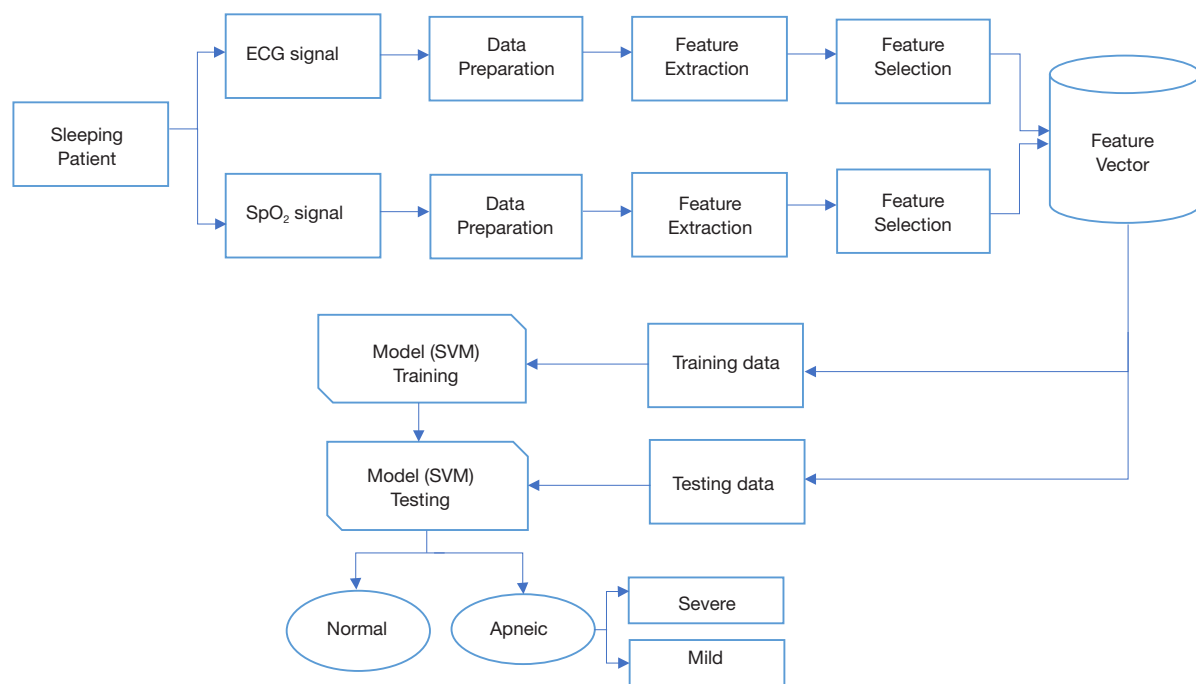 ECG signal
Data
Preparation
Feature
Extraction
Feature
Selection
Sleeping
Patient
Feature
Vector
SpO₂ signal
Data
Preparation
Feature
Extraction
Feature
Selection
Model (SVM)
Training
Training data
Model (SVM)
Testing
Testing data
Normal
Apneic
Severe
Mild